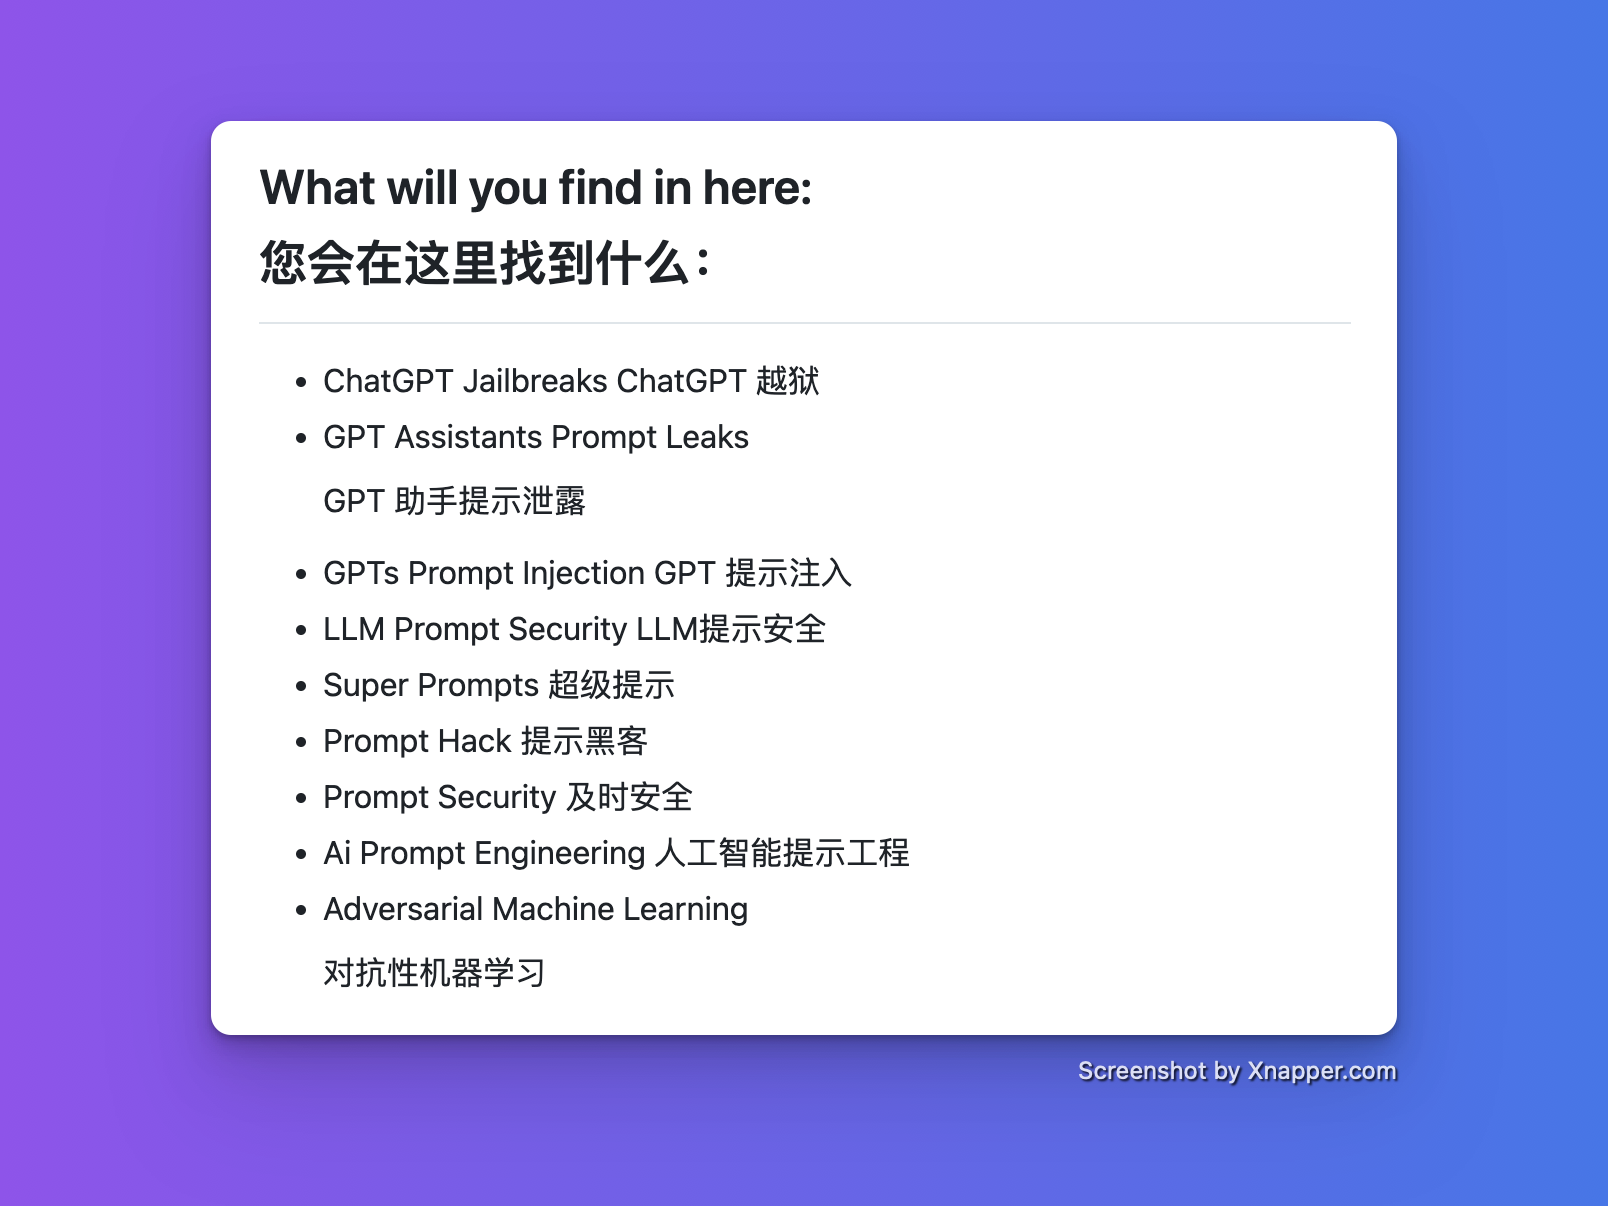 What will you find in here:
您会在这里找到什么：
ChatGPT Jailbreaks ChatGPT 越狱
GPT Assistants Prompt Leaks
GPT 助手提示泄露
GPTs Prompt Injection GPT 提示注入
LLM Prompt Security LLM提示安全
Super Prompts 超级提示
Prompt Hack 提示黑客
Prompt Security 及时安全
Ai Prompt Engineering 人工智能提示工程
Adversarial Machine Learning
对抗性机器学习
Screenshot by Xnapper.com